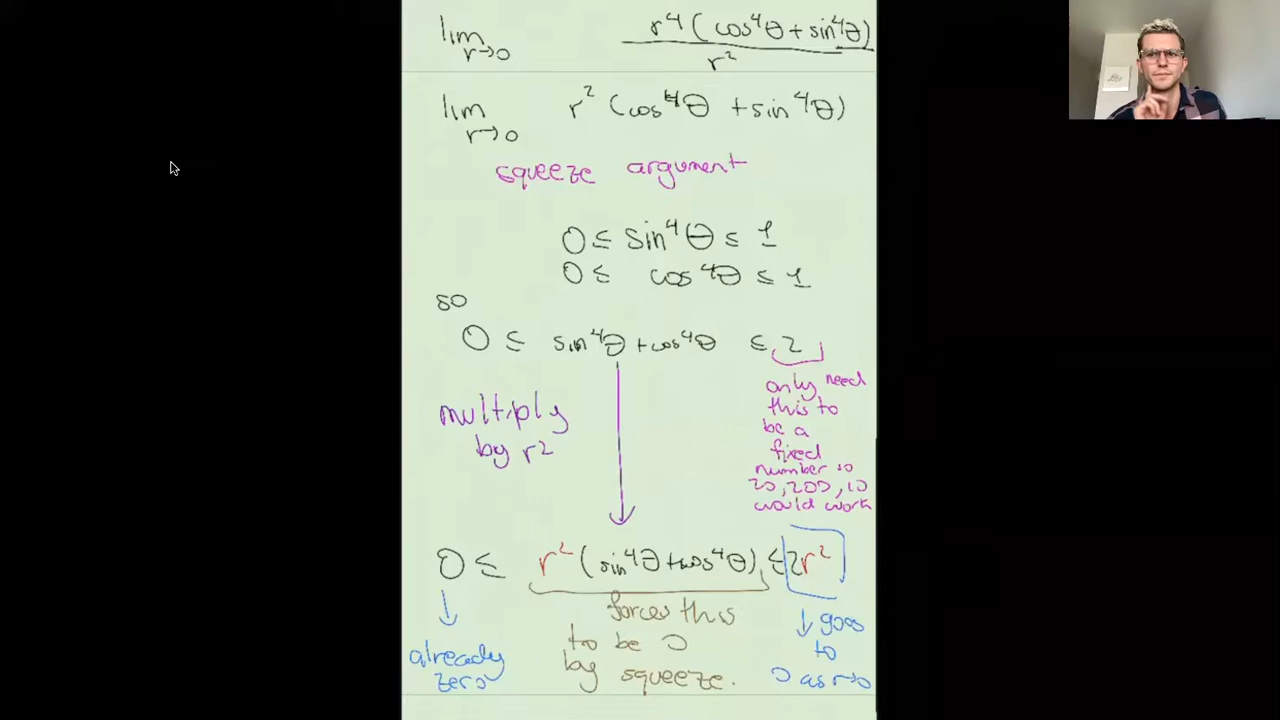 lim r→0 r⁴(cos⁴θ + sin⁴θ) / r²
lim r→0 r²(cos⁴θ + sin⁴θ)
squeeze argument
0 ≤ sin⁴θ ≤ 1
0 ≤ cos⁴θ ≤ 1
so
0 ≤ sin⁴θ + cos⁴θ ≤ 2
only need
this to
be a
fixed
number so
20, 200, 10
would work
multiply
by r²
0 ≤ r²(sin⁴θ + cos⁴θ) ≤ 2r²
already
zero
forces this
to be 0
by squeeze.
↓ goes
to
0 as r→0